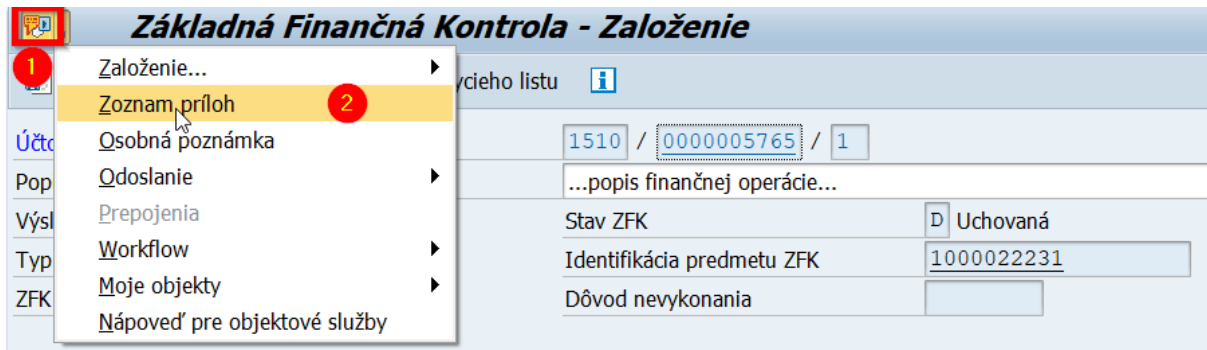 Základná Finančná Kontrola - Založenie
1
Založenie...
ycieho listu
Zoznam príloh 2
Osobná poznámka
Účto 1510 / 0000005765 / 1
Odoslanie
Pop ...popis finančnej operácie...
Prepojenia
Výsl Stav ZFK D Uchovaná
Workflow
Typ Identifikácia predmetu ZFK 1000022231
Moje objekty
ZFK Dôvod nevykonania
Nápoveď pre objektové služby